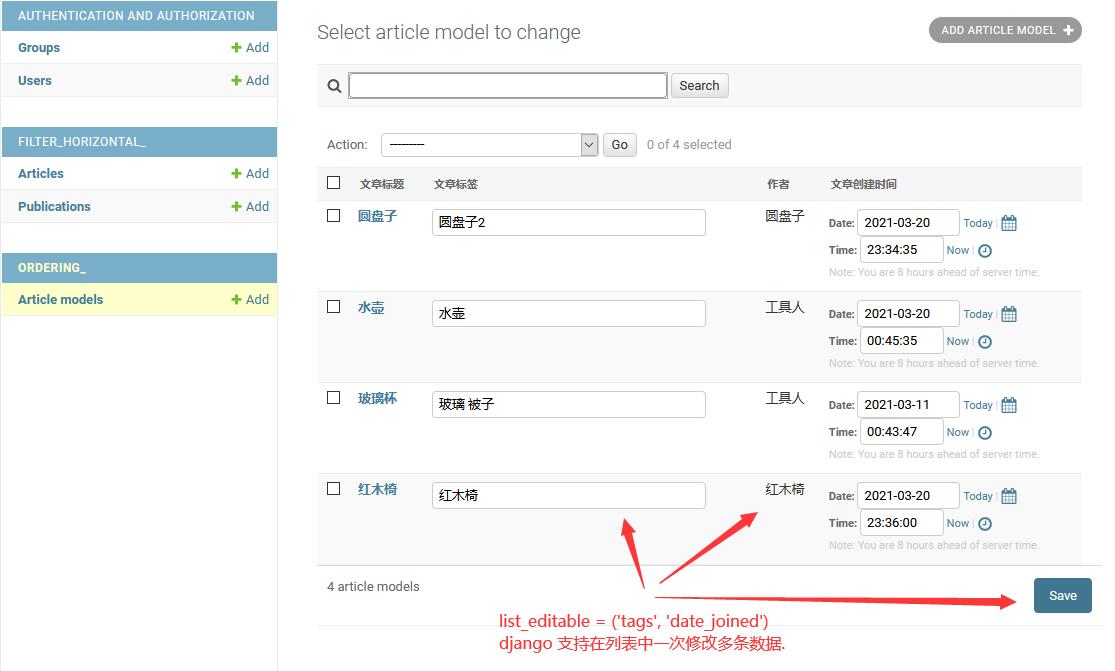 AUTHENTICATION AND AUTHORIZATION
Groups + Add
Users + Add
FILTER_HORIZONTAL_
Articles + Add
Publications + Add
ORDERING_
Article models + Add
Select article model to change
ADD ARTICLE MODEL +
Search
Action: --------- Go 0 of 4 selected
文章标题 文章标签 作者 文章创建时间
圆盘子 圆盘子2 圆盘子 Date: 2021-03-20 Today |
Time: 23:34:35 Now |
Note: You are 8 hours ahead of server time.
水壶 水壶 工具人 Date: 2021-03-20 Today |
Time: 00:45:35 Now |
Note: You are 8 hours ahead of server time.
玻璃杯 玻璃 被子 工具人 Date: 2021-03-11 Today |
Time: 00:43:47 Now |
Note: You are 8 hours ahead of server time.
红木椅 红木椅 红木椅 Date: 2021-03-20 Today |
Time: 23:36:00 Now |
Note: You are 8 hours ahead of server time.
4 article models
Save
list_editable = ('tags', 'date_joined')
django 支持在列表中一次修改多条数据.